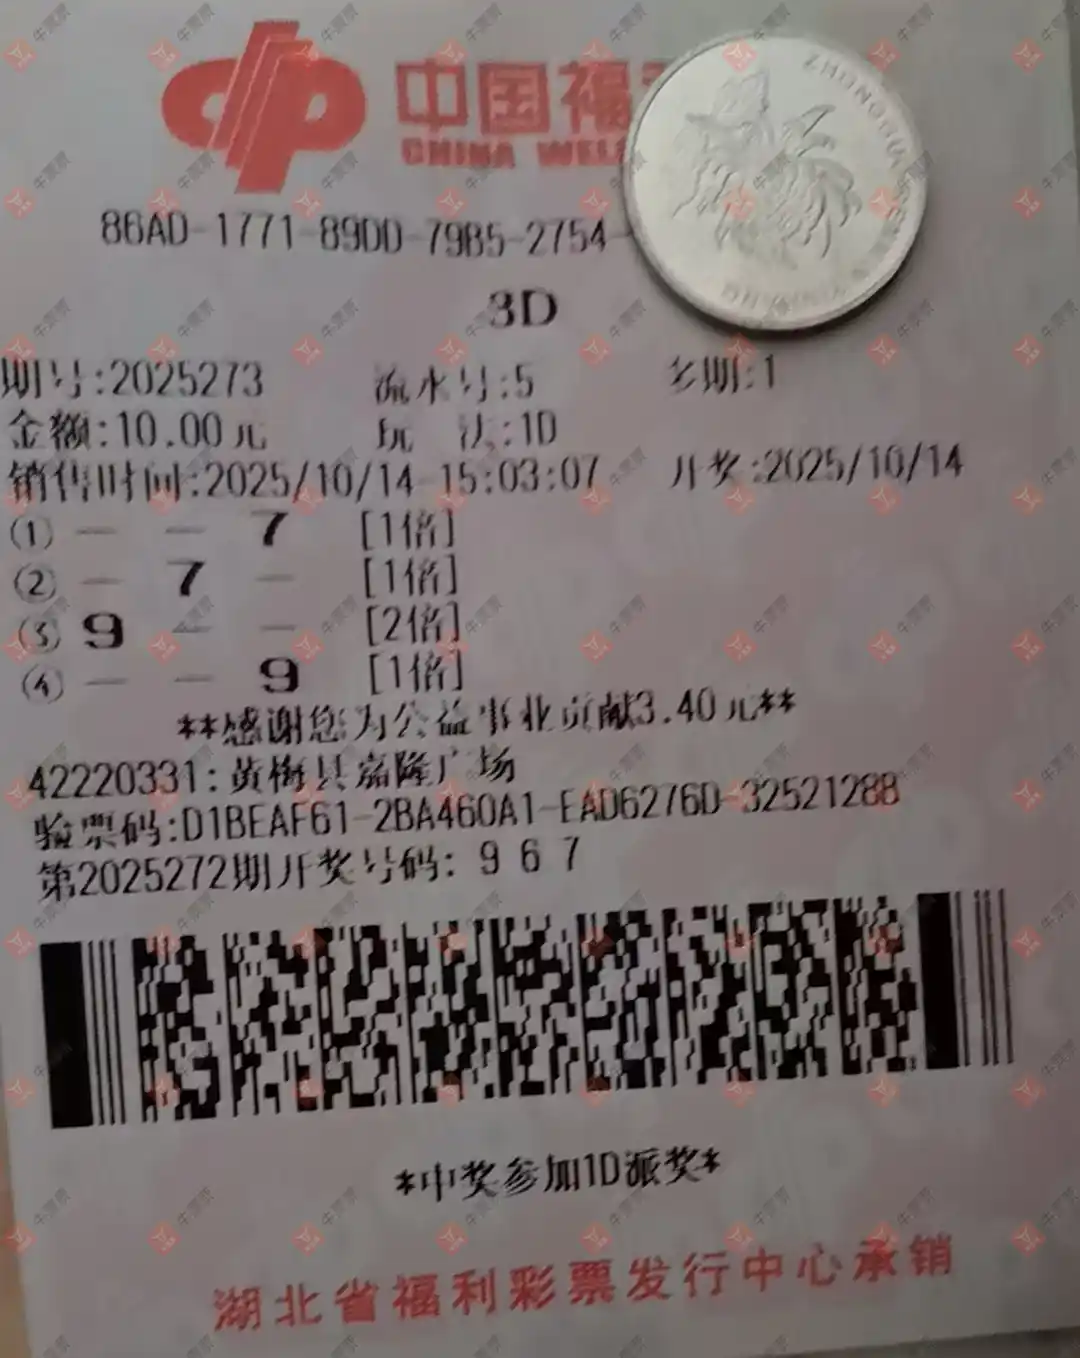 中国福
CHINA WEL
ZHONGHUA REN
86AD-1771-89DD-79B5-2754-
3D
期号:2025273 流水号:5 多期:1
金额:10.00元 玩 法:1D
销售时间:2025/10/14-15:03:07 开奖:2025/10/14
① — — 7 [1倍]
② — 7 — [1倍]
③ 9 — — [2倍]
④ — — 9 [1倍]
**感谢您为公益事业贡献3.40元**
42220331:黄梅县嘉隆广场
验票码:D1BEAF61-2BA460A1-EAD6276D-32521288
第2025272期开奖号码: 9 6 7
*中奖参加1D派奖*
湖北省福利彩票发行中心承销